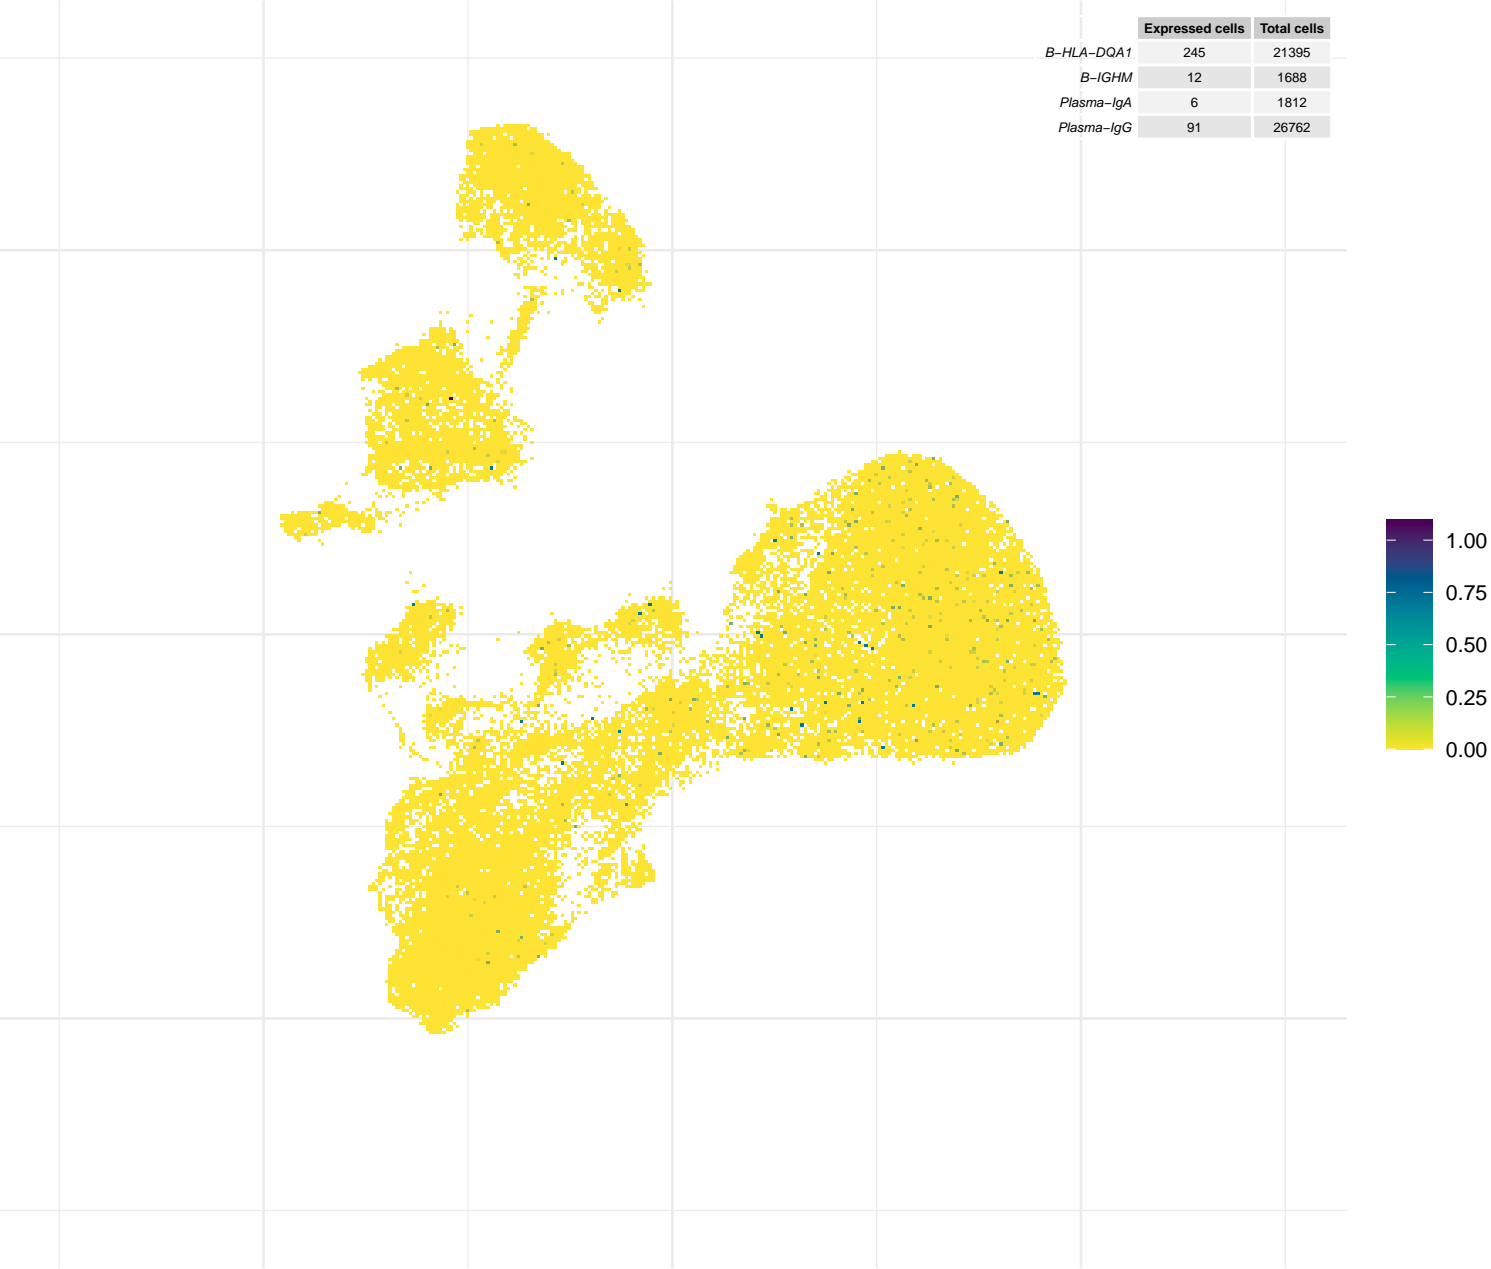 Expressed cells Total cells
B−HLA−DQA1 245 21395
B−IGHM 12 1688
Plasma−IgA 6 1812
Plasma−IgG 91 26762
1.00
0.75
0.50
0.25
0.00